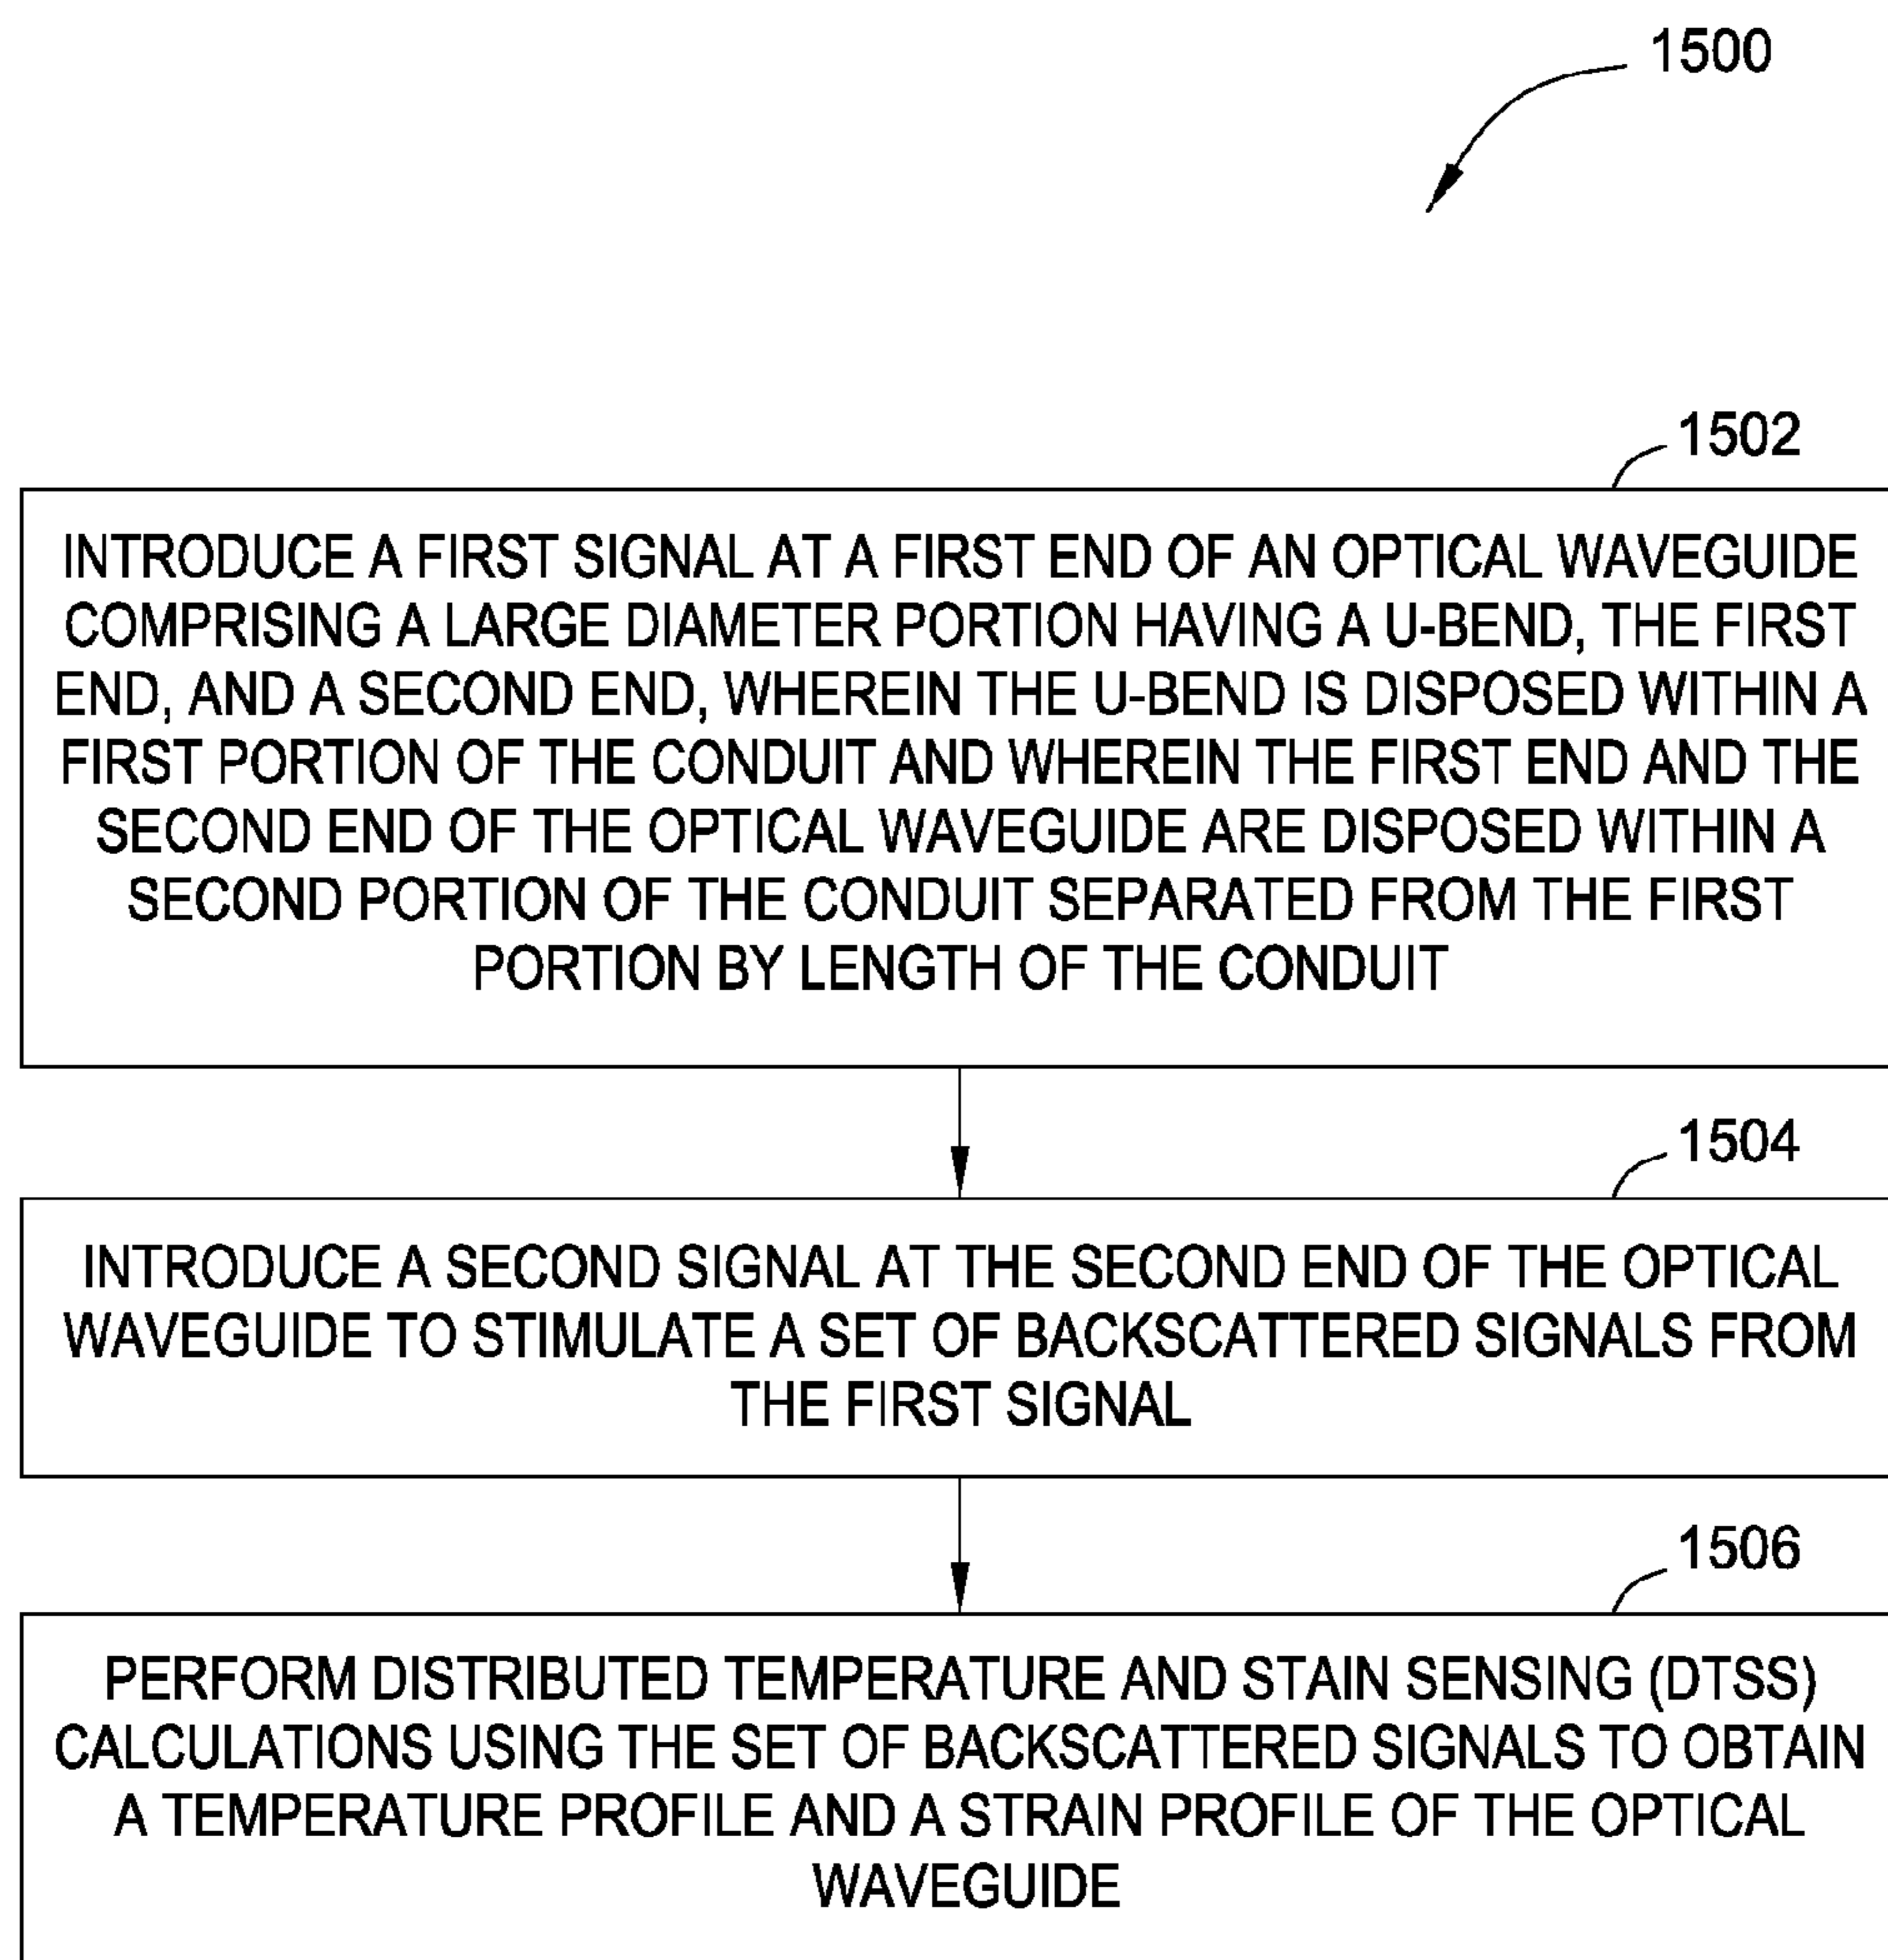 1500
1502
INTRODUCE A FIRST SIGNAL AT A FIRST END OF AN OPTICAL WAVEGUIDE
COMPRISING A LARGE DIAMETER PORTION HAVING A U-BEND, THE FIRST
END, AND A SECOND END, WHEREIN THE U-BEND IS DISPOSED WITHIN A
FIRST PORTION OF THE CONDUIT AND WHEREIN THE FIRST END AND THE
SECOND END OF THE OPTICAL WAVEGUIDE ARE DISPOSED WITHIN A
SECOND PORTION OF THE CONDUIT SEPARATED FROM THE FIRST
PORTION BY LENGTH OF THE CONDUIT
1504
INTRODUCE A SECOND SIGNAL AT THE SECOND END OF THE OPTICAL
WAVEGUIDE TO STIMULATE A SET OF BACKSCATTERED SIGNALS FROM
THE FIRST SIGNAL
1506
PERFORM DISTRIBUTED TEMPERATURE AND STAIN SENSING (DTSS)
CALCULATIONS USING THE SET OF BACKSCATTERED SIGNALS TO OBTAIN
A TEMPERATURE PROFILE AND A STRAIN PROFILE OF THE OPTICAL
WAVEGUIDE